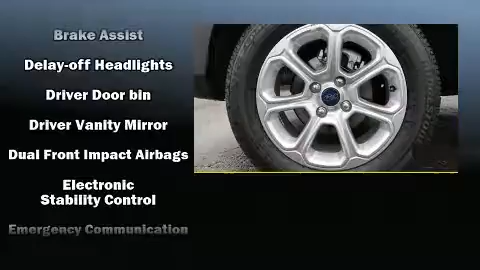 Brake Assist
Delay-off Headlights
Driver Door bin
Driver Vanity Mirror
Dual Front Impact Airbags
Electronic
Stability Control
Emergency Communication